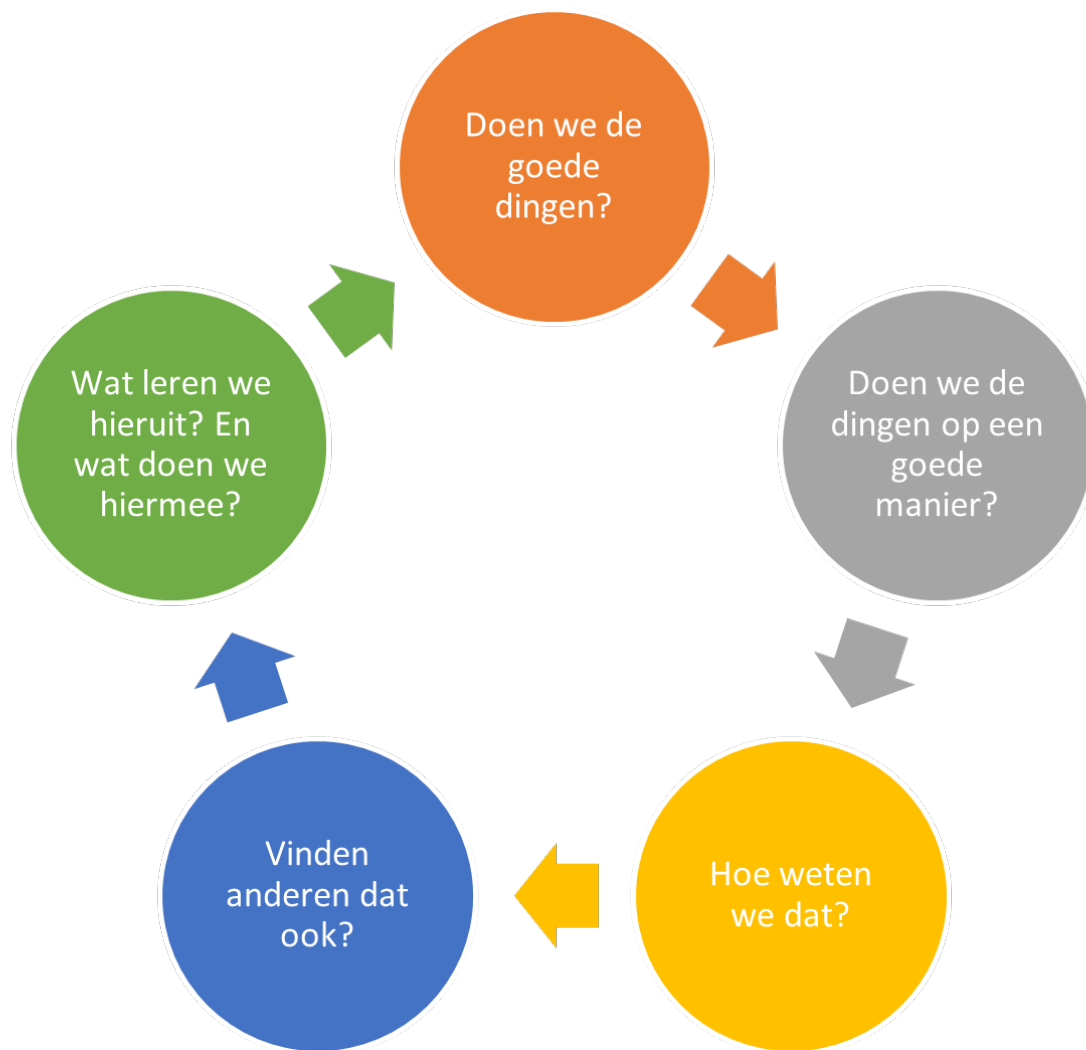 Doen we de
goede
dingen?
Doen we de
dingen op een
goede
manier?
Hoe weten
we dat?
Vinden
anderen dat
ook?
Wat leren we
hieruit? En
wat doen we
hiermee?